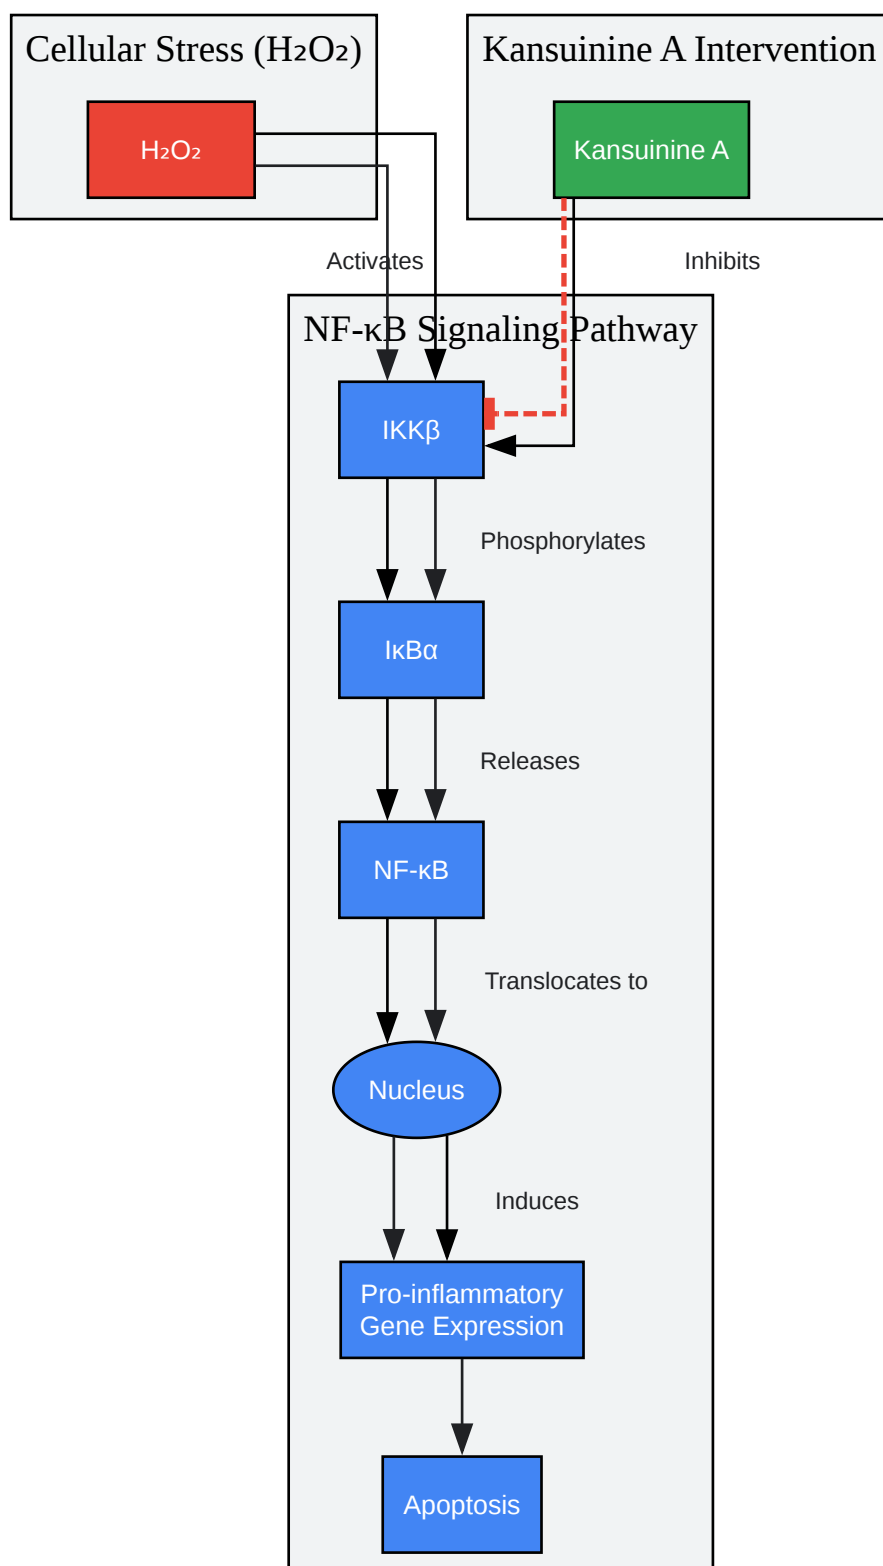 Cellular Stress (H₂O₂)
Kansuinine A Intervention
H₂O₂
Kansuinine A
Activates
Inhibits
NF-κB Signaling Pathway
IKKβ
Phosphorylates
IκBα
Releases
NF-κB
Translocates to
Nucleus
Induces
Pro-inflammatory
Gene Expression
Apoptosis